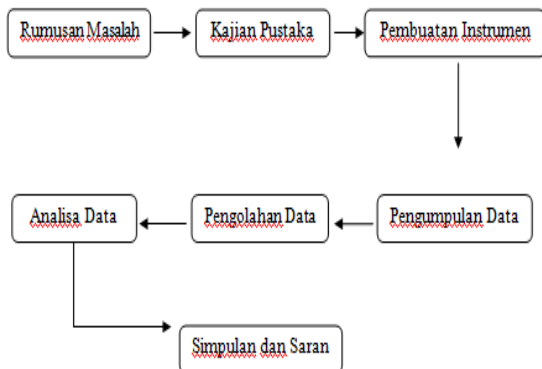 Rumusan Masalah
Kajian Pustaka
Pembuatan Instrumen
Pengumpulan Data
Pengolahan Data
Analisa Data
Simpulan dan Saran